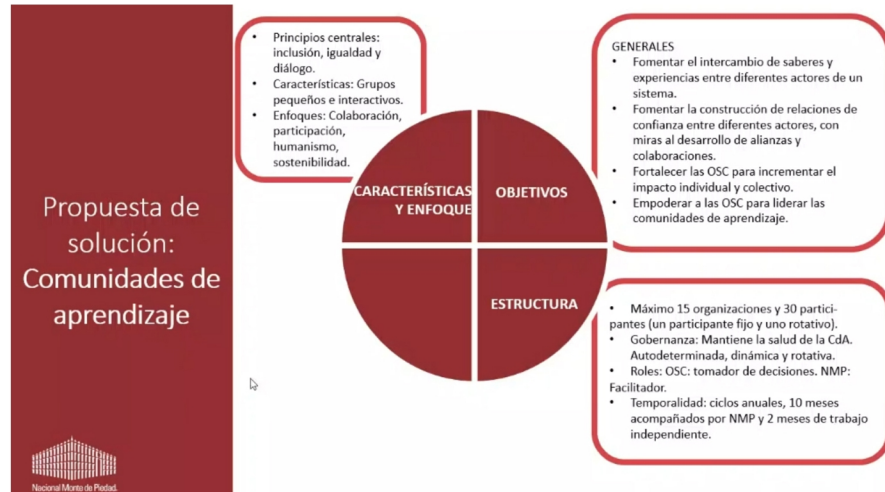 Propuesta de
solución:
Comunidades de
aprendizaje
Nacional Monte de Piedad.
• Principios centrales:
inclusión, igualdad y
diálogo.
• Características: Grupos
pequeños e interactivos.
• Enfoques: Colaboración,
participación,
humanismo,
sostenibilidad.
CARACTERÍSTICAS
Y ENFOQUE
OBJETIVOS
GENERALES
• Fomentar el intercambio de saberes y
experiencias entre diferentes actores de un
sistema.
• Fomentar la construcción de relaciones de
confianza entre diferentes actores, con
miras al desarrollo de alianzas y
colaboraciones.
• Fortalecer las OSC para incrementar el
impacto individual y colectivo.
• Empoderar a las OSC para liderar las
comunidades de aprendizaje.
ESTRUCTURA
• Máximo 15 organizaciones y 30 partici-
pantes (un participante fijo y uno rotativo).
• Gobernanza: Mantiene la salud de la CdA.
Autodeterminada, dinámica y rotativa.
• Roles: OSC: tomador de decisiones. NMP:
Facilitador.
• Temporalidad: ciclos anuales, 10 meses
acompañados por NMP y 2 meses de trabajo
independiente.